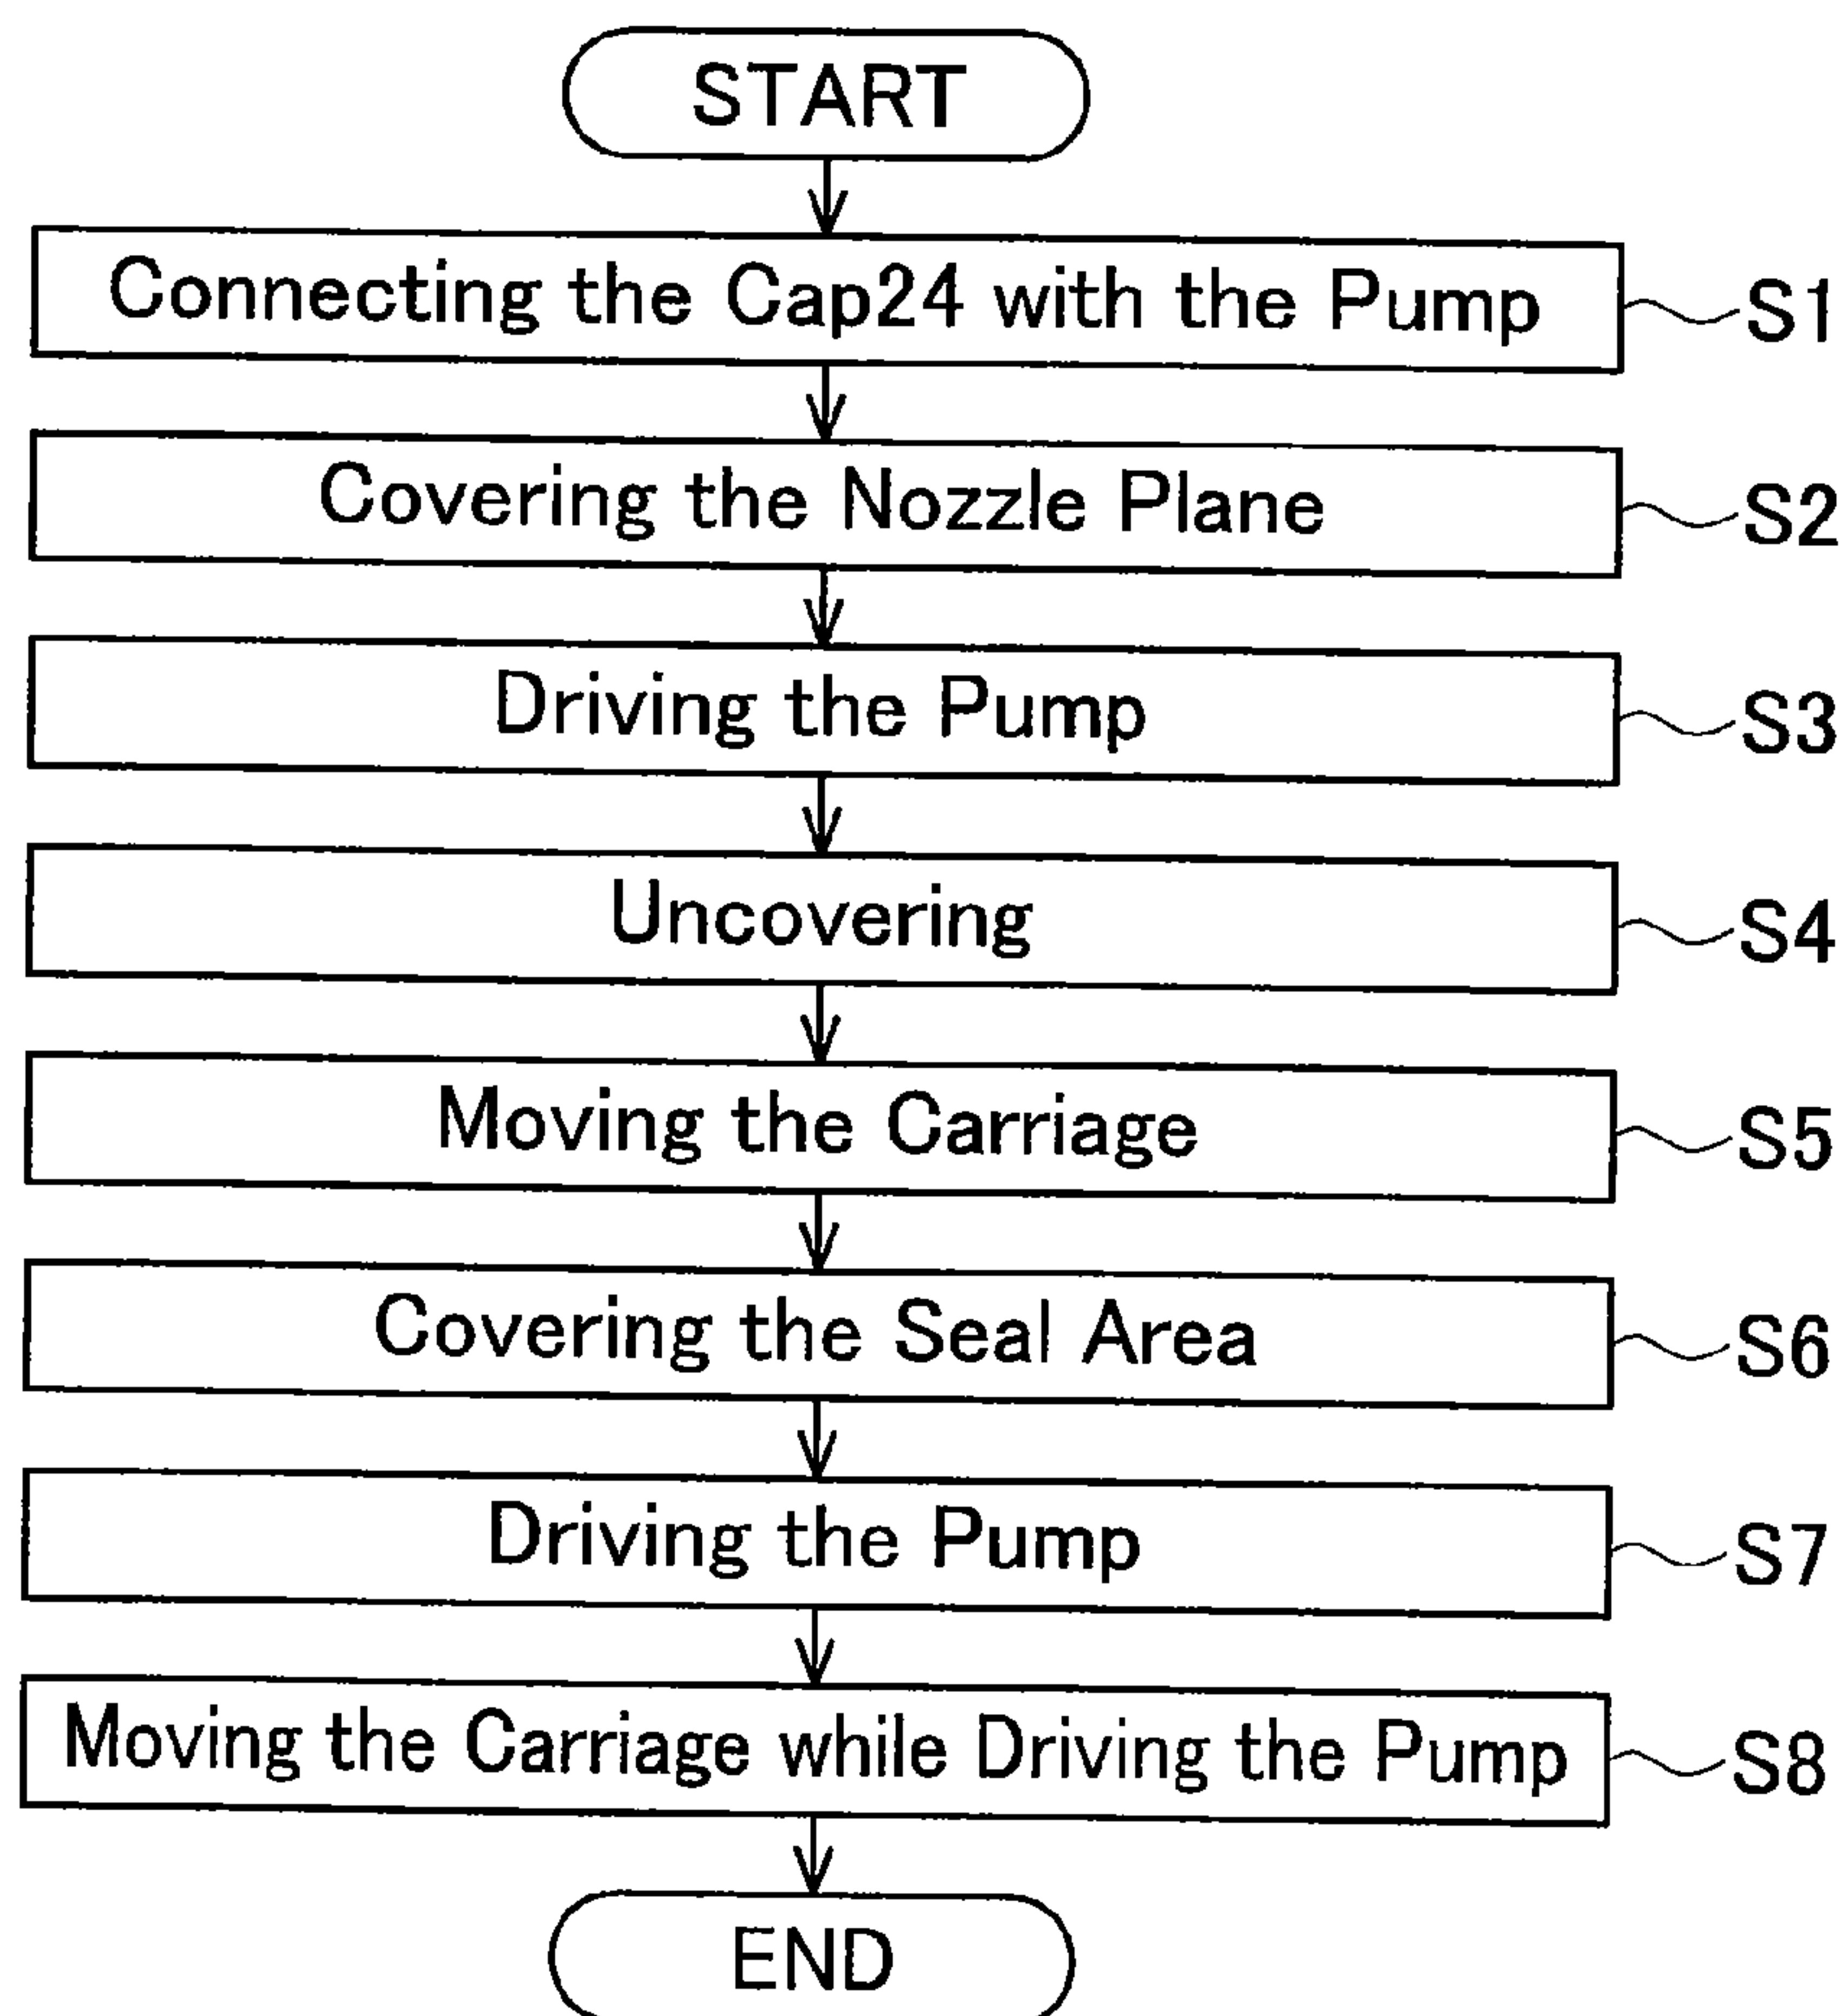 START
Connecting the Cap24 with the Pump S1
Covering the Nozzle Plane S2
Driving the Pump S3
Uncovering S4
Moving the Carriage S5
Covering the Seal Area S6
Driving the Pump S7
Moving the Carriage while Driving the Pump S8
END